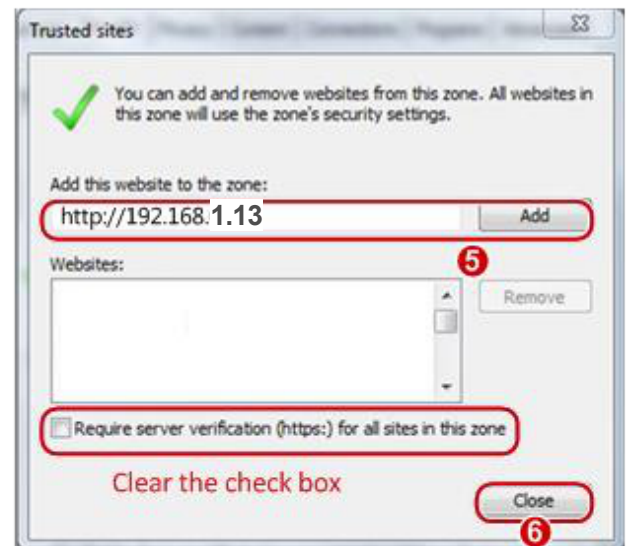 Trusted sites
You can add and remove websites from this zone. All websites in
this zone will use the zone's security settings.
Add this website to the zone:
http://192.168.1.13
Add
5
Websites:
Remove
Require server verification (https:) for all sites in this zone
Clear the check box
Close
6